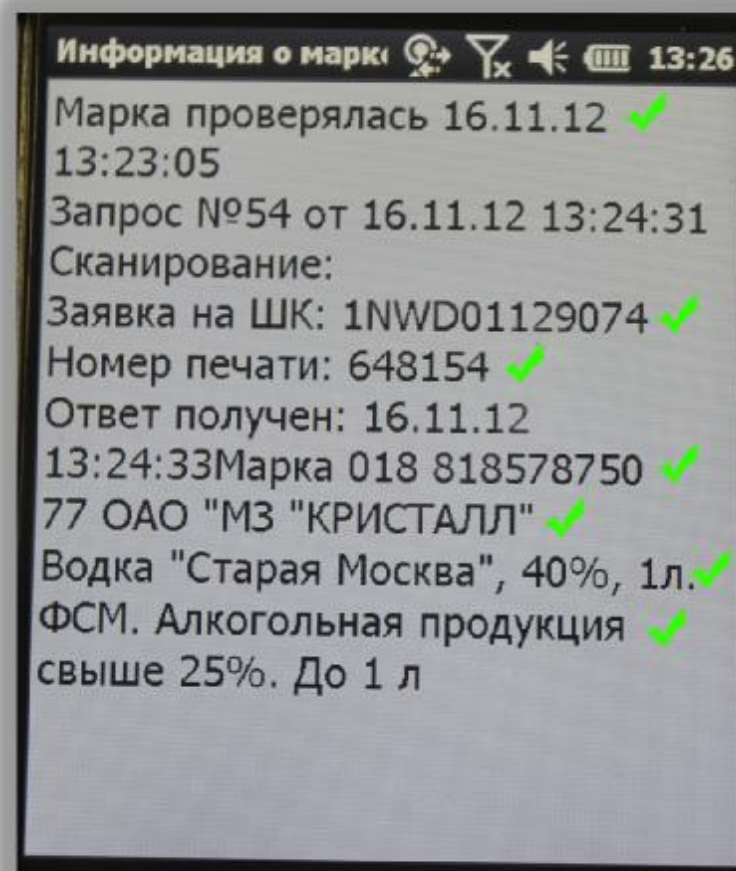 Информация о марке 13:26
Марка проверялась 16.11.12
13:23:05
Запрос №54 от 16.11.12 13:24:31
Сканирование:
Заявка на ШК: 1NWD01129074
Номер печати: 648154
Ответ получен: 16.11.12
13:24:33Марка 018 818578750
77 ОАО "МЗ "КРИСТАЛЛ"
Водка "Старая Москва", 40%, 1л.
ФСМ. Алкогольная продукция
свыше 25%. До 1 л